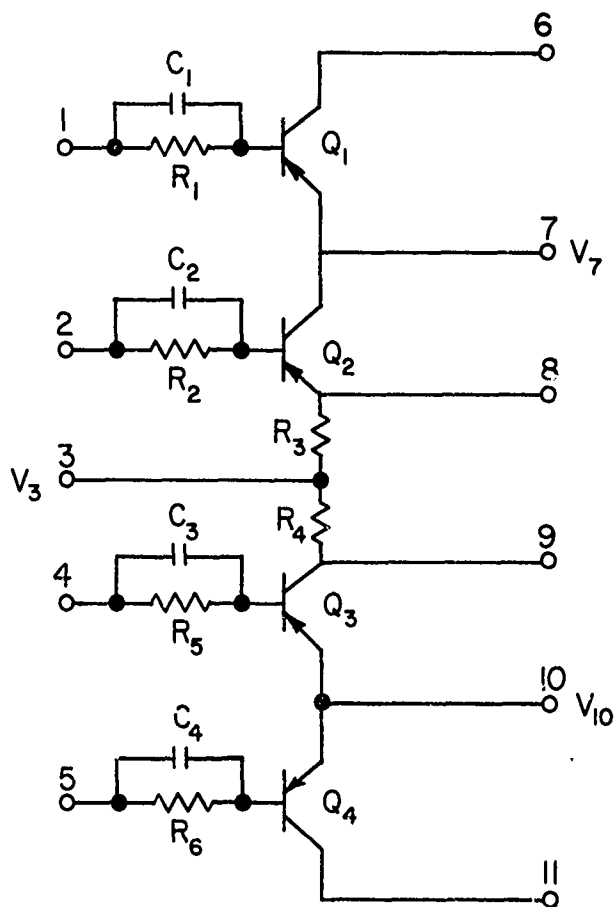 6
C₁
1
R₁
Q₁
7
V₇
C₂
2
R₂
Q₂
8
R₃
3
V₃
R₄
C₃
9
4
R₅
Q₃
10
V₁₀
C₄
5
R₆
Q₄
11